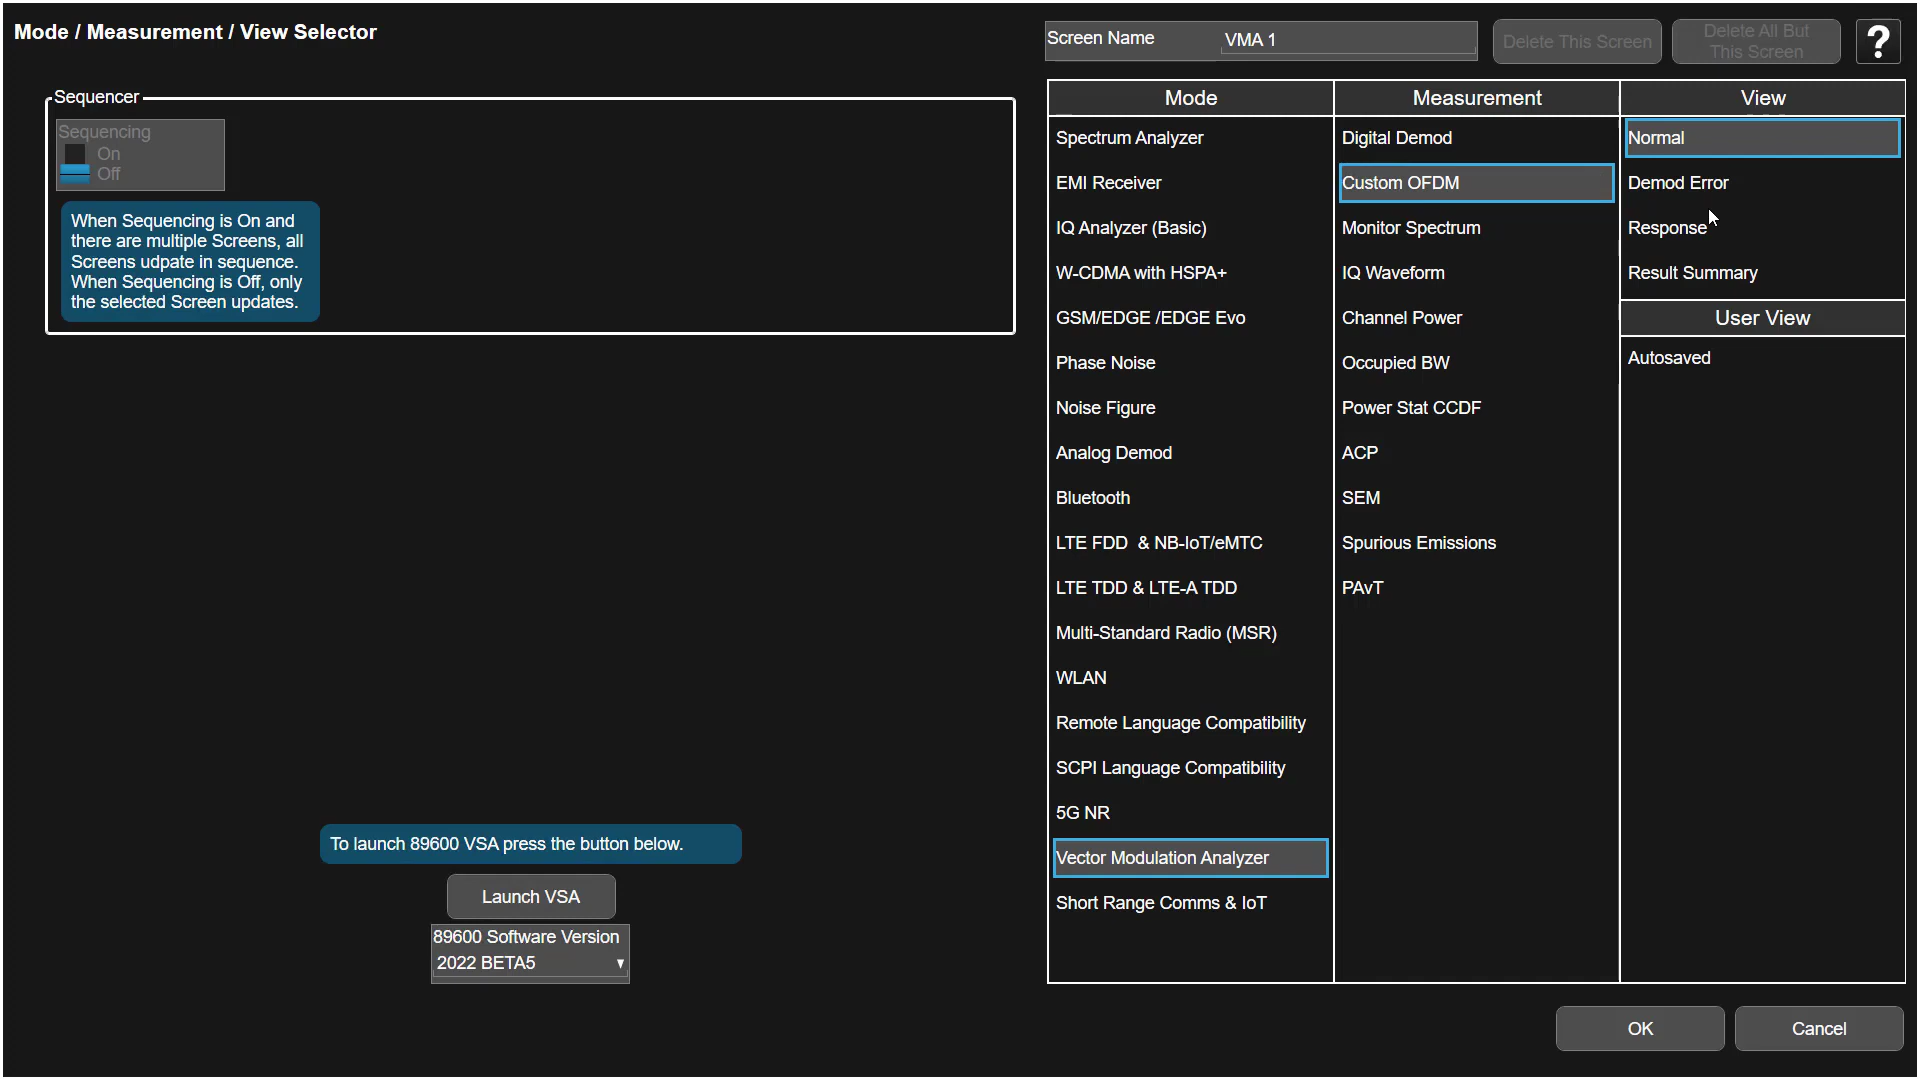 Mode / Measurement / View Selector
Screen Name
VMA 1
Delete This Screen
Delete All But
This Screen
?
Sequencer
Sequencing
On
Off
When Sequencing is On and
there are multiple Screens, all
Screens udpate in sequence.
When Sequencing is Off, only
the selected Screen updates.
To launch 89600 VSA press the button below.
Launch VSA
89600 Software Version
2022 BETA5
Mode
Spectrum Analyzer
EMI Receiver
IQ Analyzer (Basic)
W-CDMA with HSPA+
GSM/EDGE /EDGE Evo
Phase Noise
Noise Figure
Analog Demod
Bluetooth
LTE FDD & NB-IoT/eMTC
LTE TDD & LTE-A TDD
Multi-Standard Radio (MSR)
WLAN
Remote Language Compatibility
SCPI Language Compatibility
5G NR
Vector Modulation Analyzer
Short Range Comms & IoT
Measurement
Digital Demod
Custom OFDM
Monitor Spectrum
IQ Waveform
Channel Power
Occupied BW
Power Stat CCDF
ACP
SEM
Spurious Emissions
PAvT
View
Normal
Demod Error
Response
Result Summary
User View
Autosaved
OK
Cancel